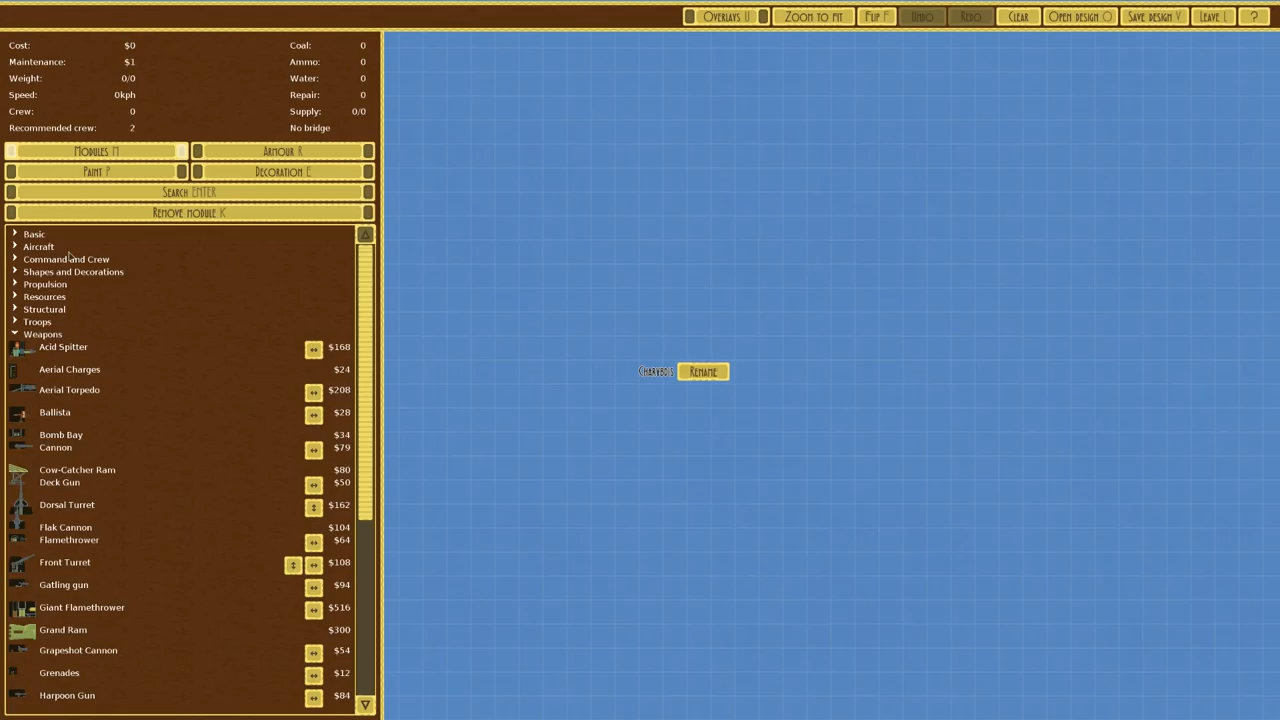 OVERLAYS U ZOOM TO FIT FLIP F UNDO REDO CLEAR OPEN DESIGN O SAVE DESIGN V LEAVE L ?
Cost: $0 Coal: 0
Maintenance: $1 Ammo: 0
Weight: 0/0 Water: 0
Speed: 0kph Repair: 0
Crew: 0 Supply: 0/0
Recommended crew: 2 No bridge
MODULES M ARMOUR R
PAINT P DECORATION E
SEARCH ENTER
REMOVE MODULE K
Basic
Aircraft
Command and Crew
Shapes and Decorations
Propulsion
Resources
Structural
Troops
Weapons
Acid Spitter $168
Aerial Charges $24
Aerial Torpedo $208
Ballista $28
Bomb Bay $34
Cannon $79
Cow-Catcher Ram $80
Deck Gun $50
Dorsal Turret $162
Flak Cannon $104
Flamethrower $64
Front Turret $108
Gatling gun $94
Giant Flamethrower $516
Grand Ram $300
Grapeshot Cannon $54
Grenades $12
Harpoon Gun $84
CHARYBDIS RENAME